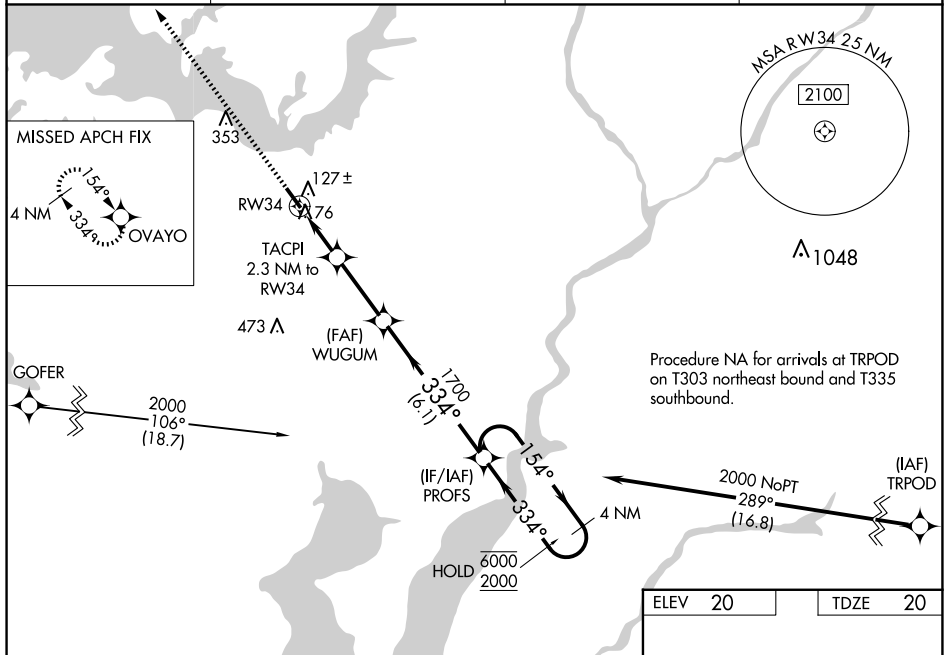 MSA RW34 25 NM
2100
1048
353
MISSED APCH FIX
154°
4 NM
334°
OVAYO
127 ±
RW34
76
TACPI
2.3 NM to
RW34
473
(FAF)
WUGUM
Procedure NA for arrivals at TRPOD
on T303 northeast bound and T335
southbound.
GOFER
2000
106°
(18.7)
1700
334°
(6.1)
(IF/IAF)
PROFS
154°
334°
4 NM
HOLD
6000
2000
2000 NoPT
289°
(16.8)
(IAF)
TRPOD
ELEV 20
TDZE 20